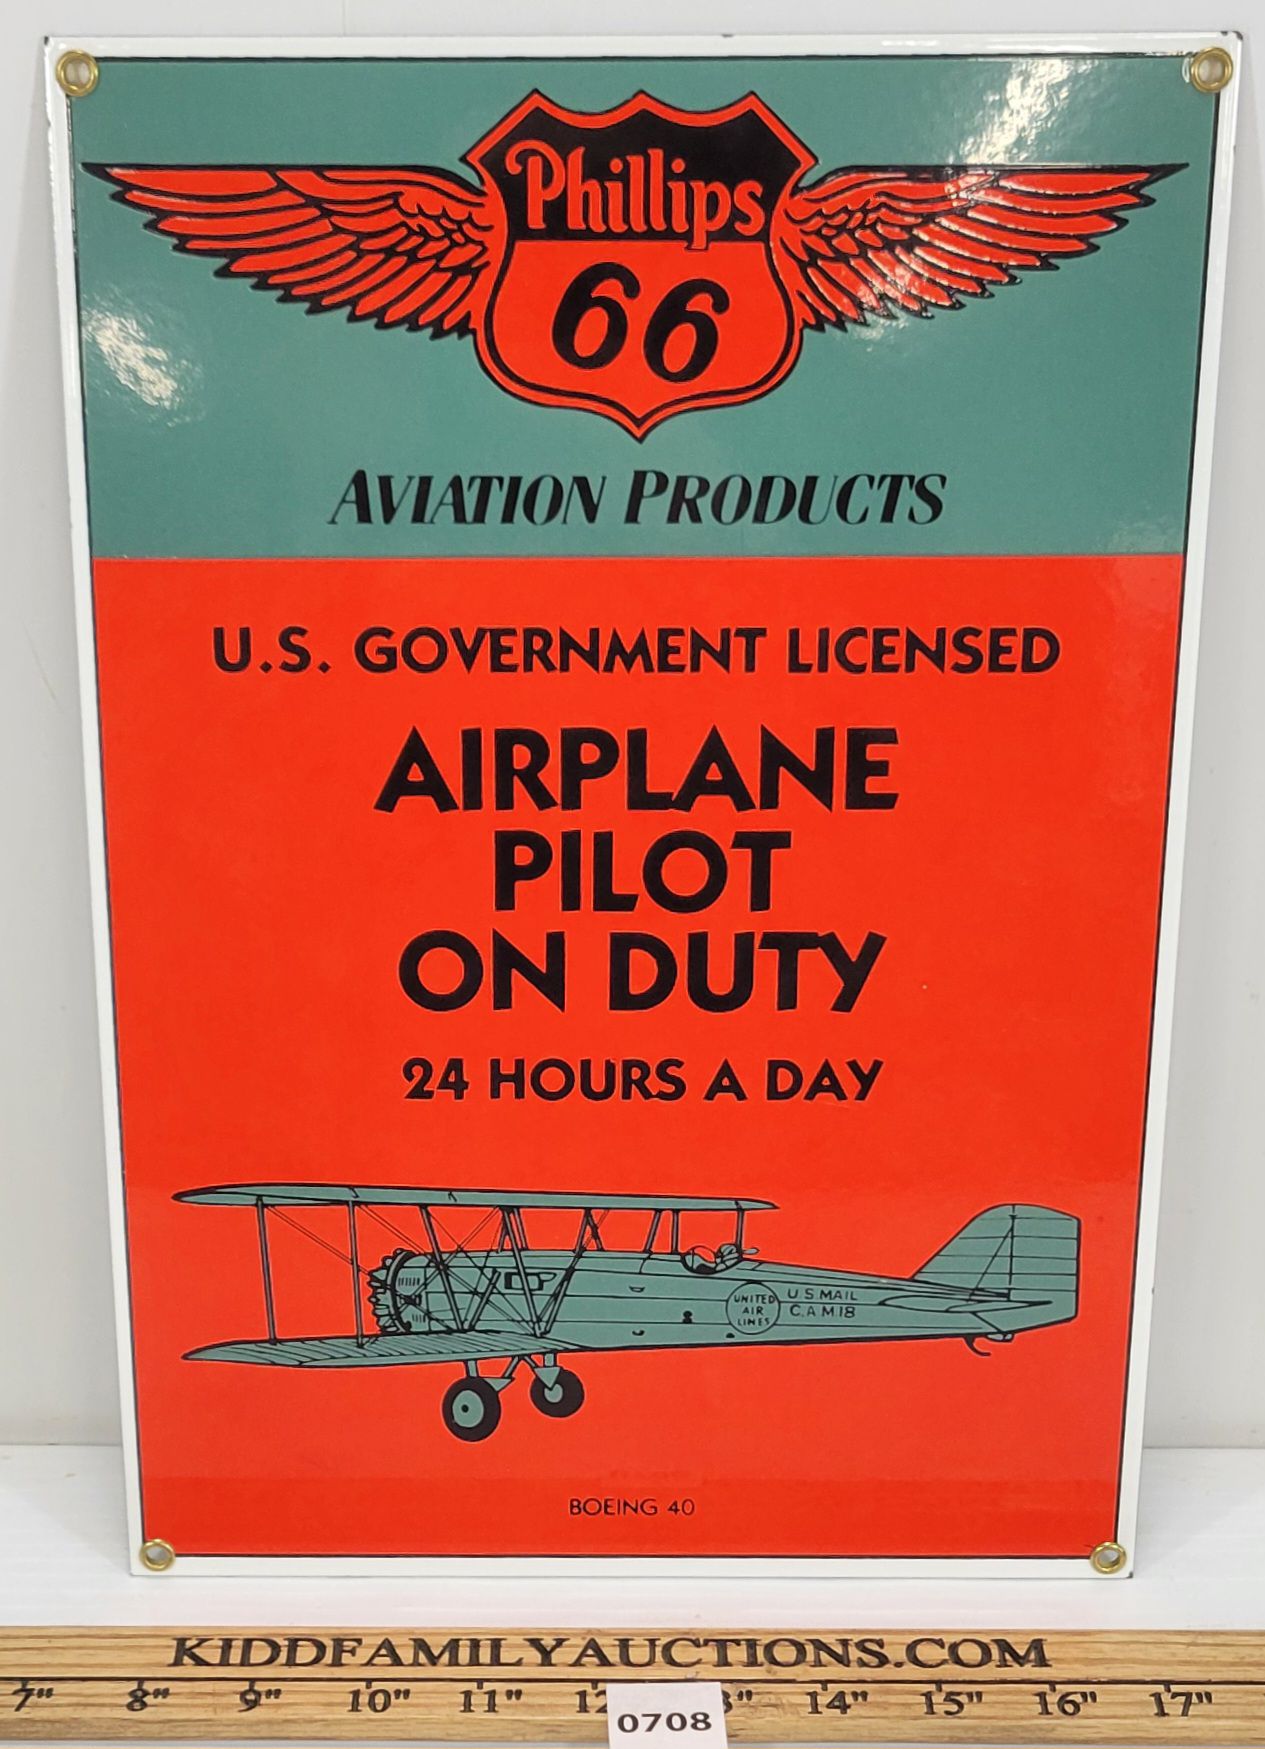 Phillips
66
AVIATION PRODUCTS
U.S. GOVERNMENT LICENSED
AIRPLANE
PILOT
ON DUTY
24 HOURS A DAY
UNITED
AIR
LINES
U S MAIL
C.A M.18
BOEING 40
KIDDFAMILYAUCTIONS.COM
7" 8" 9" 10" 11" 14" 15" 16" 17"
0708